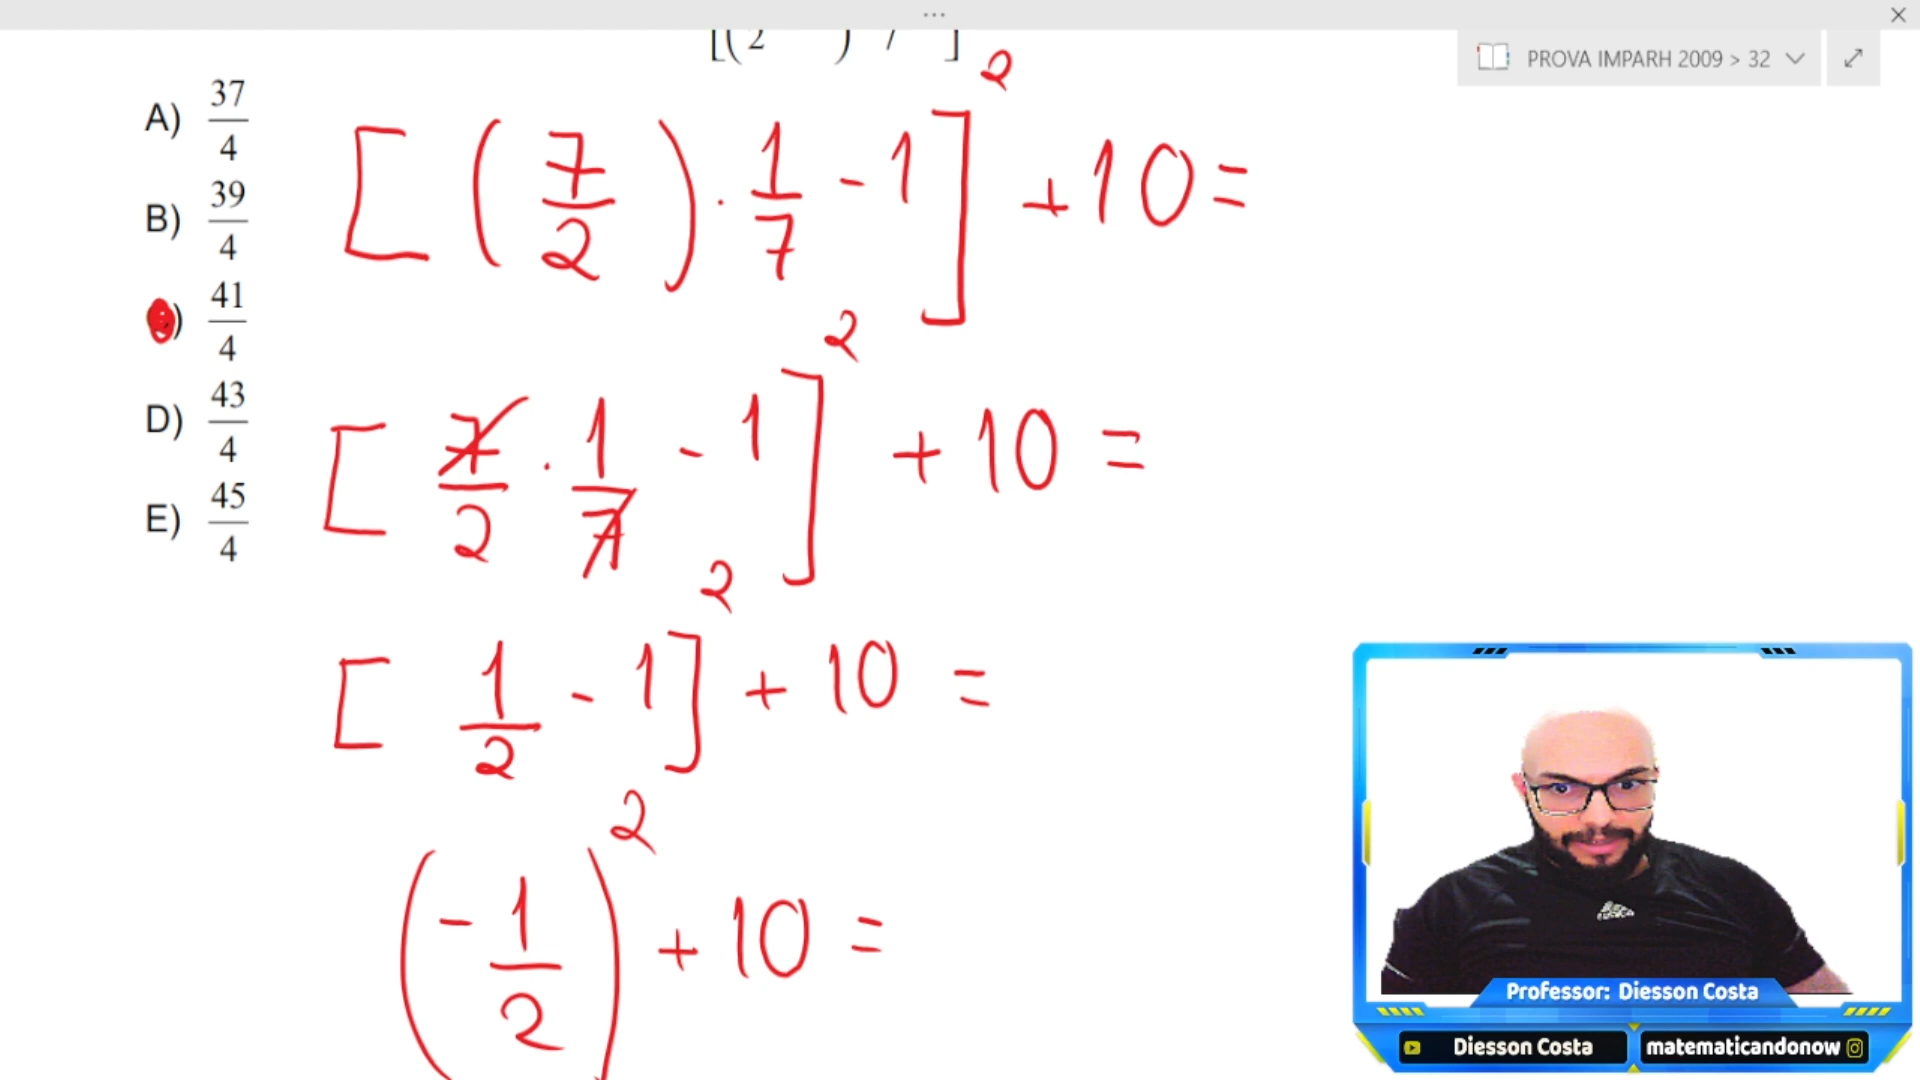 [(2 ) 7 ]
PROVA IMPARH 2009 > 32
A) 37/4
B) 39/4
) 41/4
D) 43/4
E) 45/4
[(7/2) . 1/7 - 1]² + 10 =
[7/2 . 1/7 - 1]² + 10 =
[1/2 - 1]² + 10 =
(-1/2)² + 10 =
Professor: Diesson Costa
Diesson Costa
matematicandonow